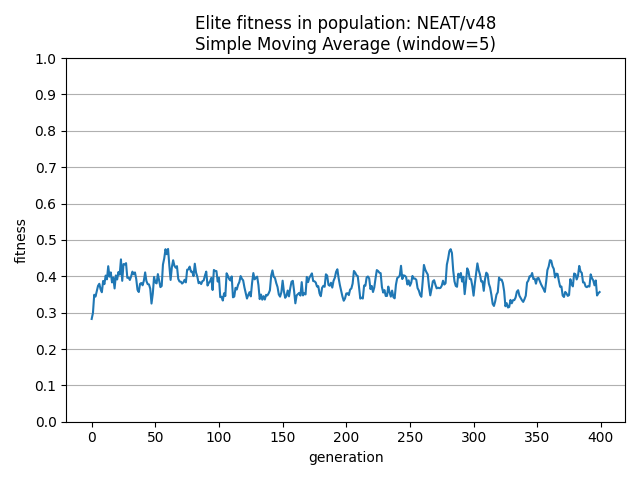 Elite fitness in population: NEAT/v48
Simple Moving Average (window=5)
1.0
0.9
0.8
0.7
0.6
0.5
0.4
0.3
0.2
0.1
0.0
fitness
0 50 100 150 200 250 300 350 400
generation